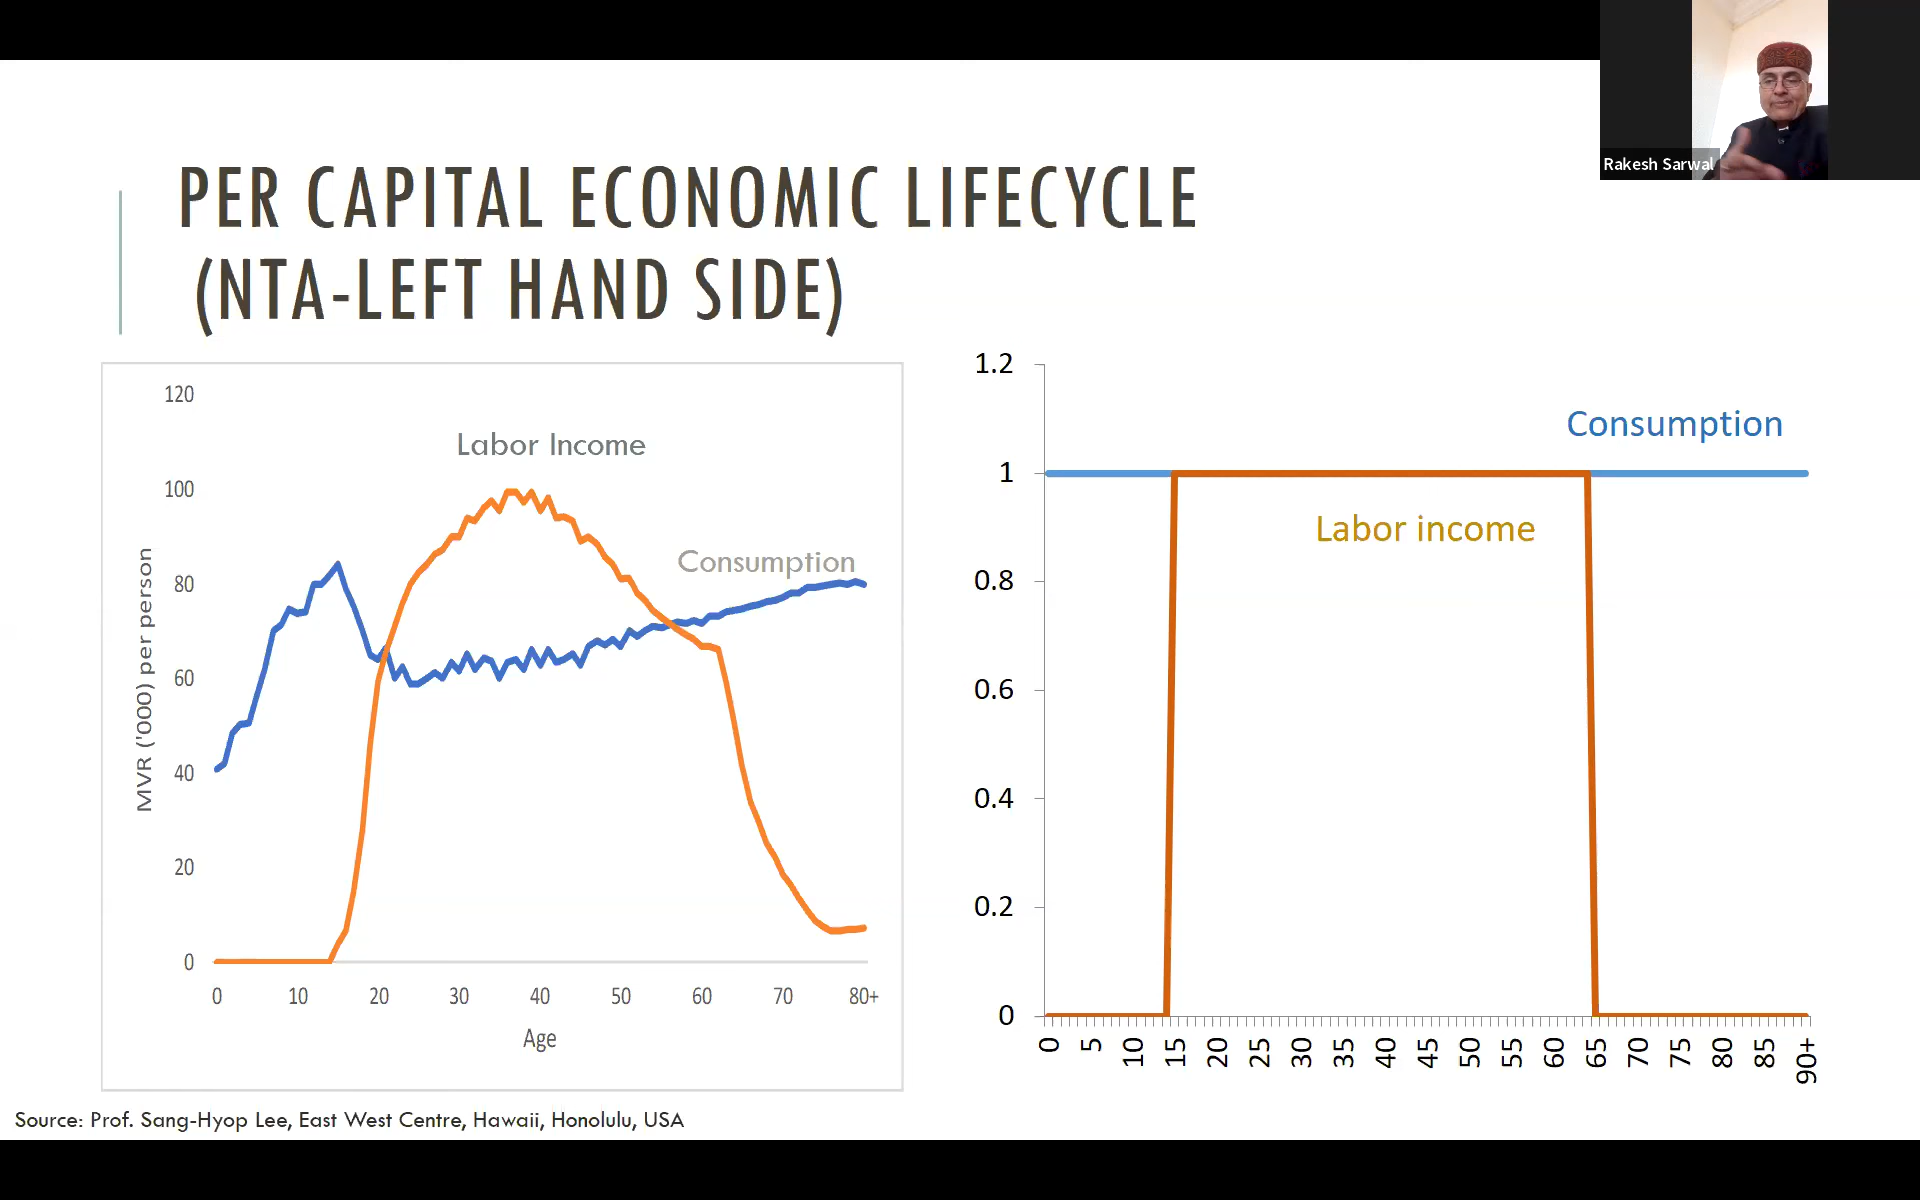 Rakesh Sarwal
PER CAPITAL ECONOMIC LIFECYCLE
(NTA-LEFT HAND SIDE)
120
100
80
60
40
20
0
MVR ('000) per person
Labor Income
Consumption
0 10 20 30 40 50 60 70 80+
Age
1.2
1
0.8
0.6
0.4
0.2
0
Consumption
Labor income
0 5 10 15 20 25 30 35 40 45 50 55 60 65 70 75 80 85 90+
Source: Prof. Sang-Hyop Lee, East West Centre, Hawaii, Honolulu, USA